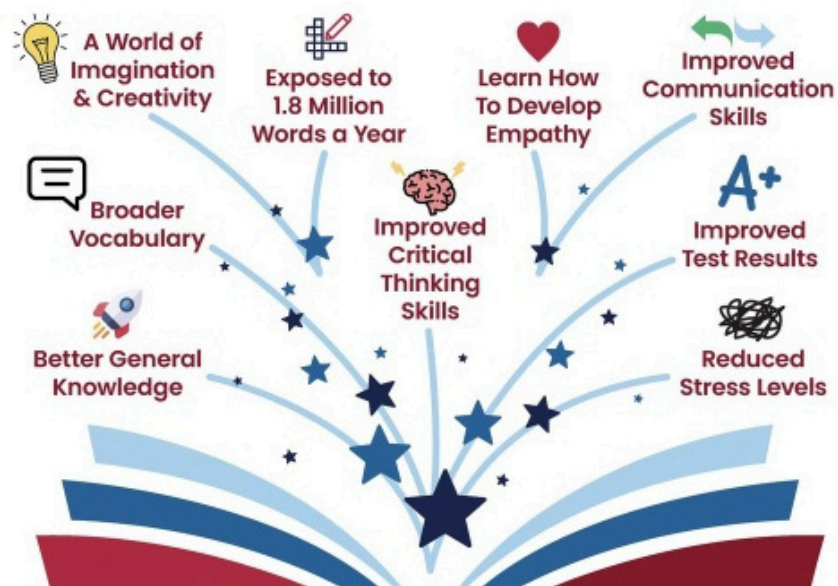 A World of
Imagination
& Creativity
Exposed to
1.8 Million
Words a Year
Learn How
To Develop
Empathy
Improved
Communication
Skills
Broader
Vocabulary
Improved
Critical
Thinking
Skills
A+
Improved
Test Results
Better General
Knowledge
Reduced
Stress Levels